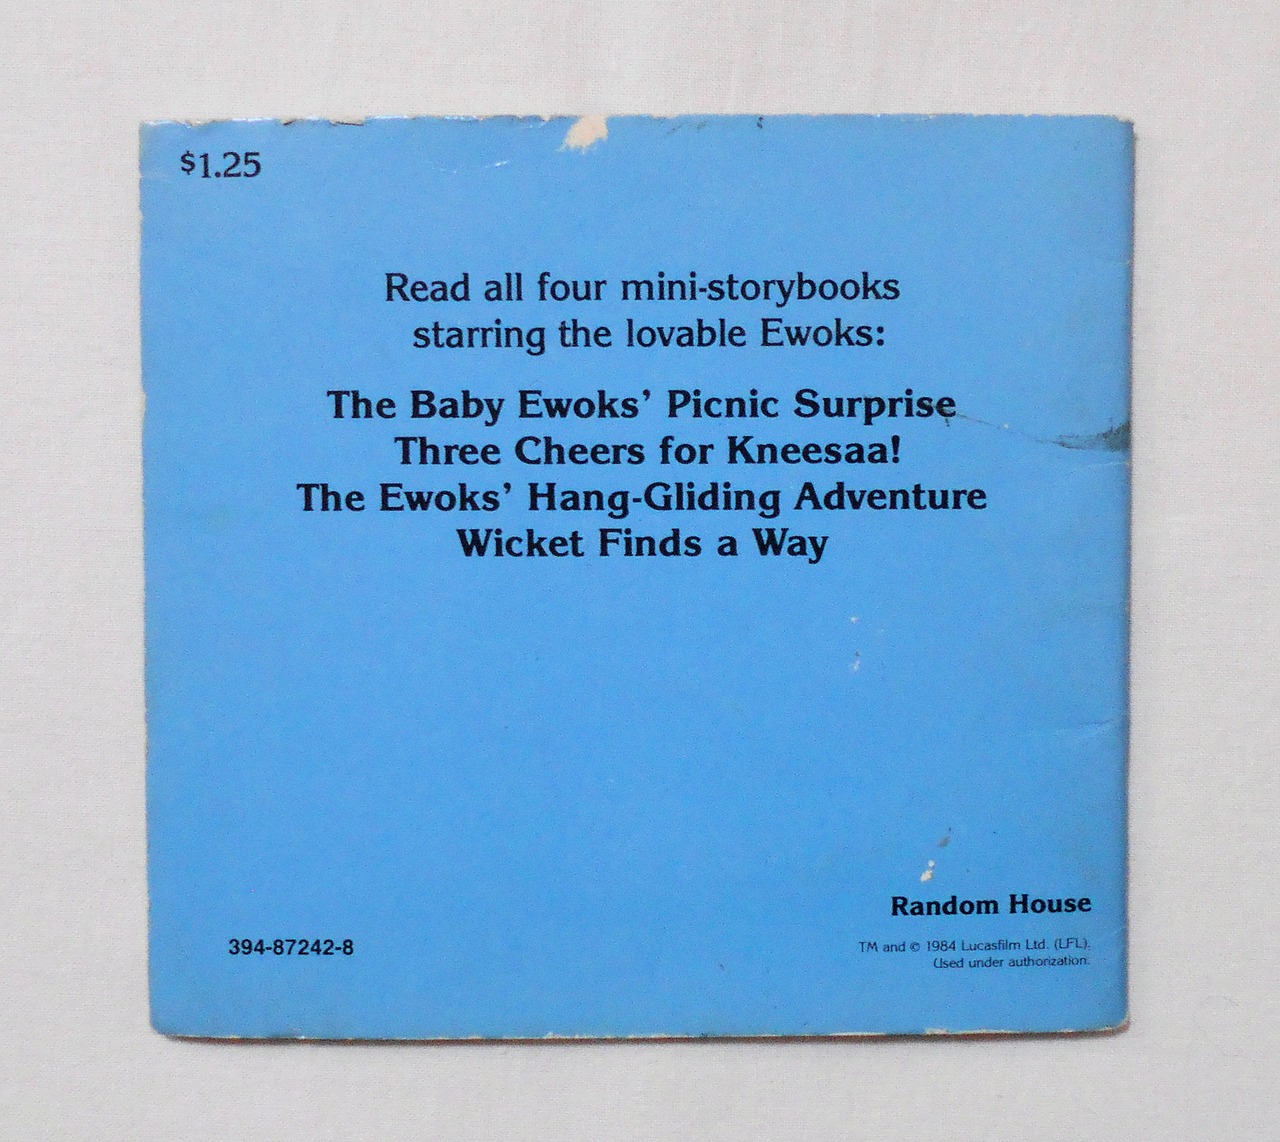 $1.25
Read all four mini-storybooks
starring the lovable Ewoks:
The Baby Ewoks' Picnic Surprise
Three Cheers for Kneesaa!
The Ewoks' Hang-Gliding Adventure
Wicket Finds a Way
Random House
394-87242-8
TM and © 1984 Lucasfilm Ltd. (LFL).
Used under authorization.